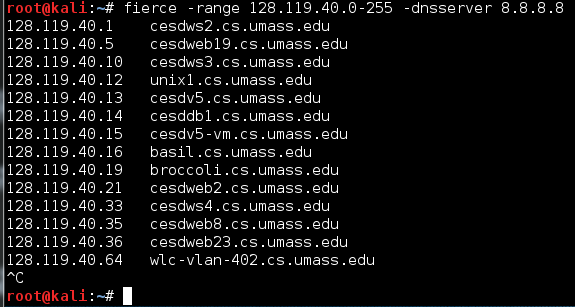 root@kali:~# fierce -range 128.119.40.0-255 -dnsserver 8.8.8.8
128.119.40.1 cesdws2.cs.umass.edu
128.119.40.5 cesdweb19.cs.umass.edu
128.119.40.10 cesdws3.cs.umass.edu
128.119.40.12 unix1.cs.umass.edu
128.119.40.13 cesdv5.cs.umass.edu
128.119.40.14 cesddb1.cs.umass.edu
128.119.40.15 cesdv5-vm.cs.umass.edu
128.119.40.16 basil.cs.umass.edu
128.119.40.19 broccoli.cs.umass.edu
128.119.40.21 cesdweb2.cs.umass.edu
128.119.40.33 cesdws4.cs.umass.edu
128.119.40.35 cesdweb8.cs.umass.edu
128.119.40.36 cesdweb23.cs.umass.edu
128.119.40.64 wlc-vlan-402.cs.umass.edu
^C
root@kali:~#